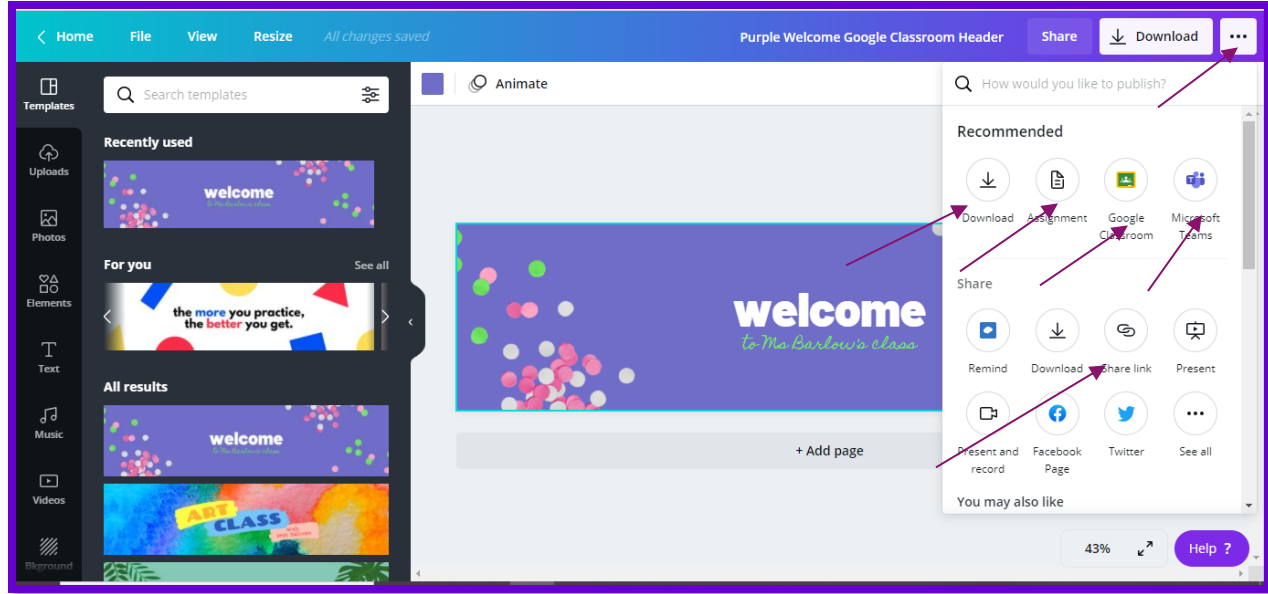 Home File View Resize All changes saved Purple Welcome Google Classroom Header Share Download
Templates
Uploads
Photos
Elements
Text
Music
Videos
Bkground
Search templates
Recently used
welcome
For you See all
the more you practice,
the better you get.
All results
welcome
ART
CLASS
Animate
welcome
to Ms Barlow's class
+ Add page
How would you like to publish?
Recommended
Download Assignment Google Classroom Microsoft Teams
Share
Remind Download Share link Present
Present and record Facebook Page Twitter See all
You may also like
43% Help ?